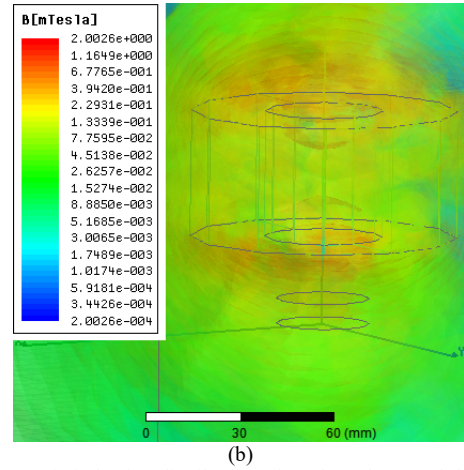 B[mTesla]
2.0026e+000
1.1649e+000
6.7765e-001
3.9420e-001
2.2931e-001
1.3339e-001
7.7595e-002
4.5138e-002
2.6257e-002
1.5274e-002
8.8850e-003
5.1685e-003
3.0065e-003
1.7489e-003
1.0174e-003
5.9181e-004
3.4426e-004
2.0026e-004
Y
0 30 60 (mm)
(b)